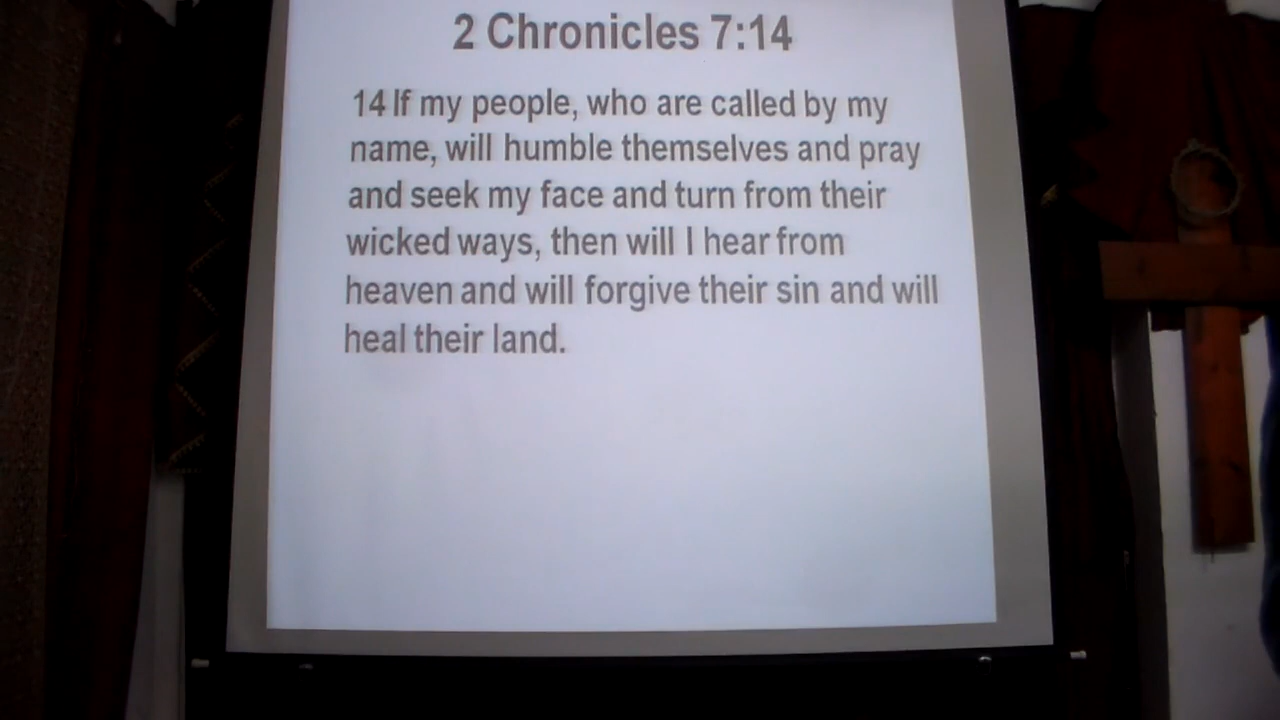 2 Chronicles 7:14
14 If my people, who are called by my
name, will humble themselves and pray
and seek my face and turn from their
wicked ways, then will I hear from
heaven and will forgive their sin and will
heal their land.